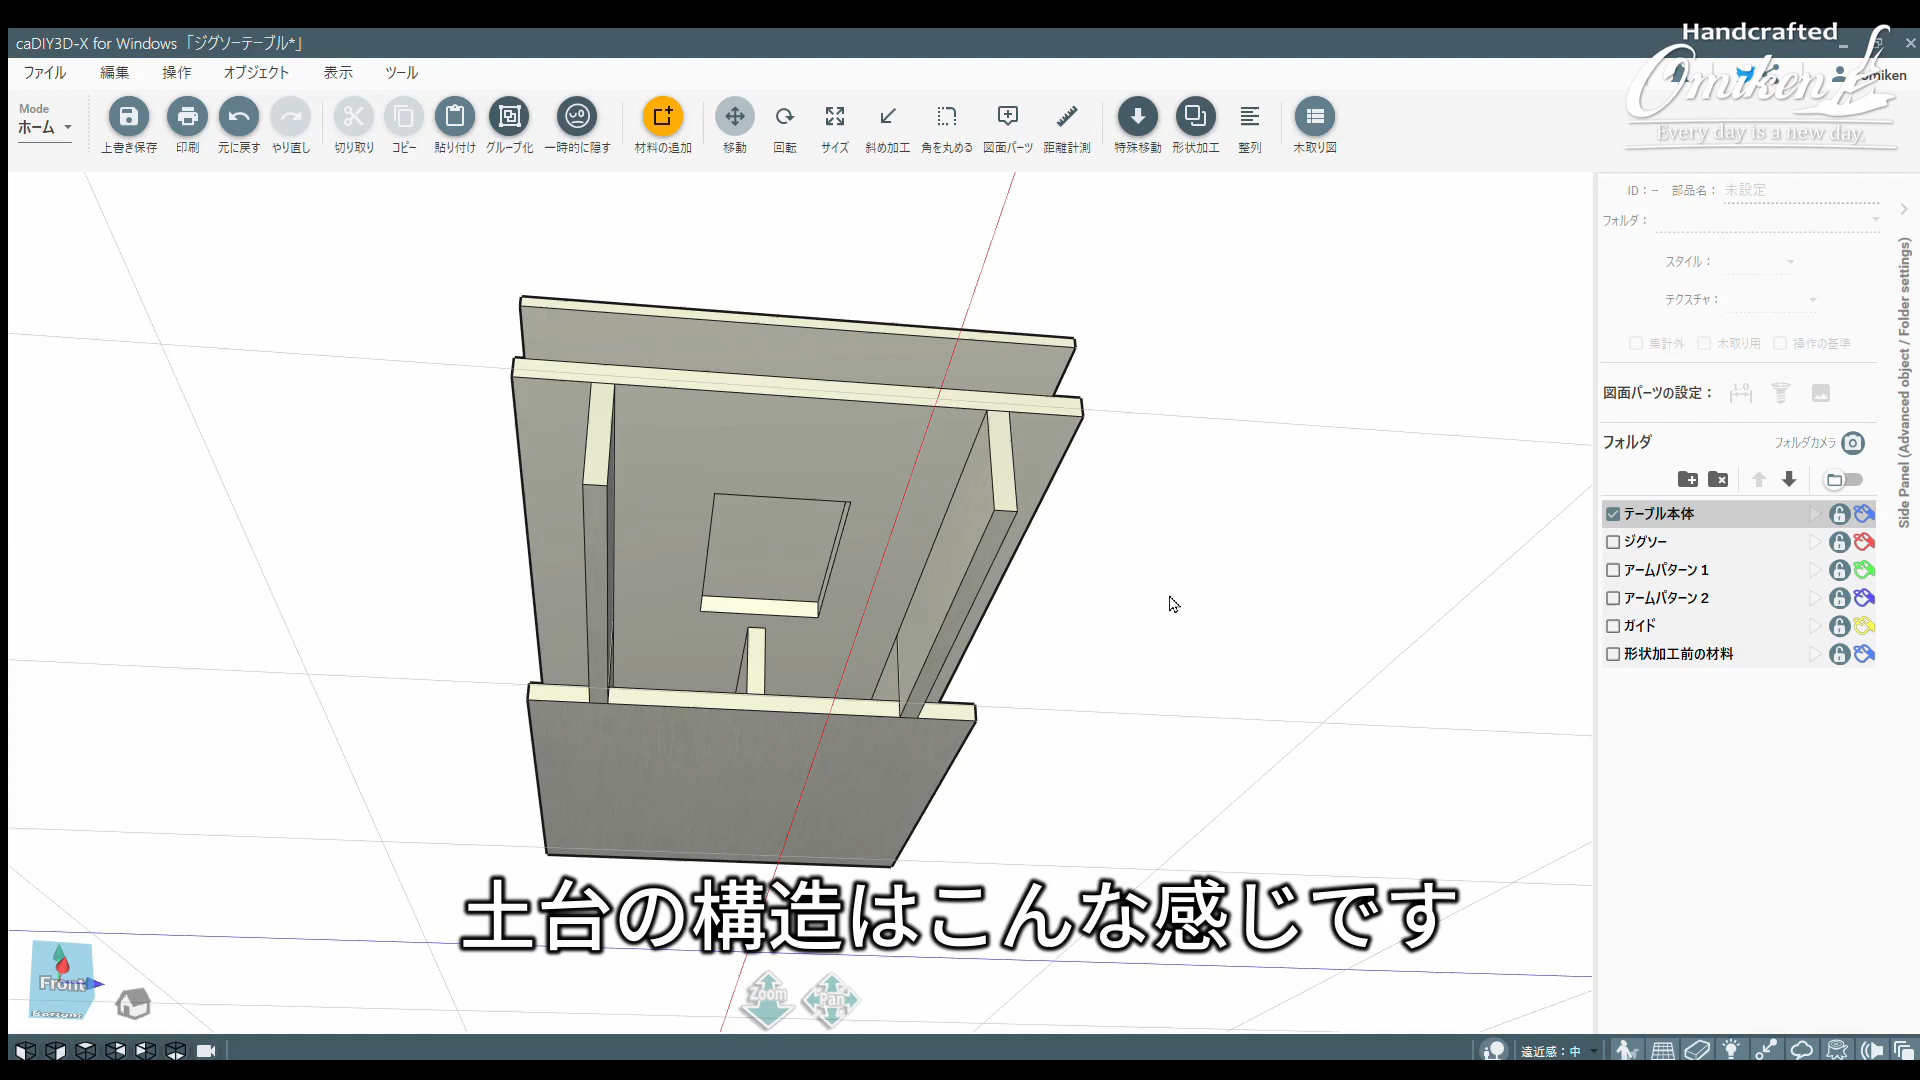 caDIY3D-X for Windows 「ジグソーテーブル*」
Handcrafted
Omiken
Every day is a new day.
omiken
ファイル 編集 操作 オブジェクト 表示 ツール
Mode
ホーム
上書き保存 印刷 元に戻す やり直し 切り取り コピー 貼り付け グループ化 一時的に隠す 材料の追加 移動 回転 サイズ 斜め加工 角を丸める 図面パーツ 距離計測 特殊移動 形状加工 整列 木取り図
ID : -- 部品名 : 未設定
フォルダ :
スタイル :
テクスチャ :
集計外 木取り用 操作の基準
図面パーツの設定 :
1.0
フォルダ フォルダカメラ
テーブル本体
ジグソー
アームパターン 1
アームパターン 2
ガイド
形状加工前の材料
Side Panel (Advanced object / Folder settings)
土台の構造はこんな感じです
Front
Bottom
Zoom
Pan
遠近感 : 中